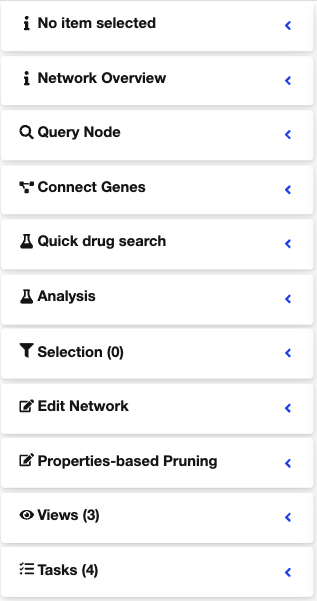 No item selected
Network Overview
Query Node
Connect Genes
Quick drug search
Analysis
Selection (0)
Edit Network
Properties-based Pruning
Views (3)
Tasks (4)